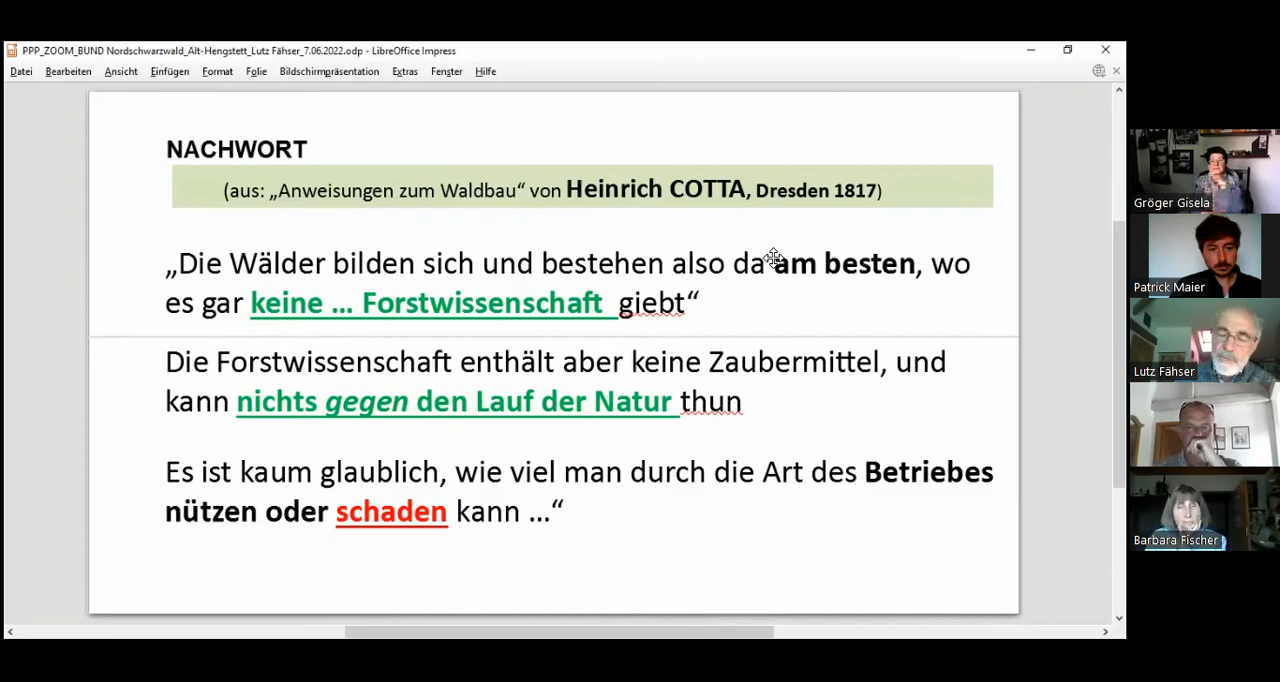 PPP_ZOOM_BUND Nordschwarzwald_Alt-Hengstett_Lutz Fähser_7.06.2022.odp - LibreOffice Impress
Datei Bearbeiten Ansicht Einfügen Format Folie Bildschirmpräsentation Extras Fenster Hilfe
NACHWORT
(aus: „Anweisungen zum Waldbau“ von Heinrich COTTA, Dresden 1817)
„Die Wälder bilden sich und bestehen also da am besten, wo
es gar keine ... Forstwissenschaft giebt“
Die Forstwissenschaft enthält aber keine Zaubermittel, und
kann nichts gegen den Lauf der Natur thun
Es ist kaum glaublich, wie viel man durch die Art des Betriebes
nützen oder schaden kann ...“
Gröger Gisela
Patrick Maier
Lutz Fähser
Barbara Fischer